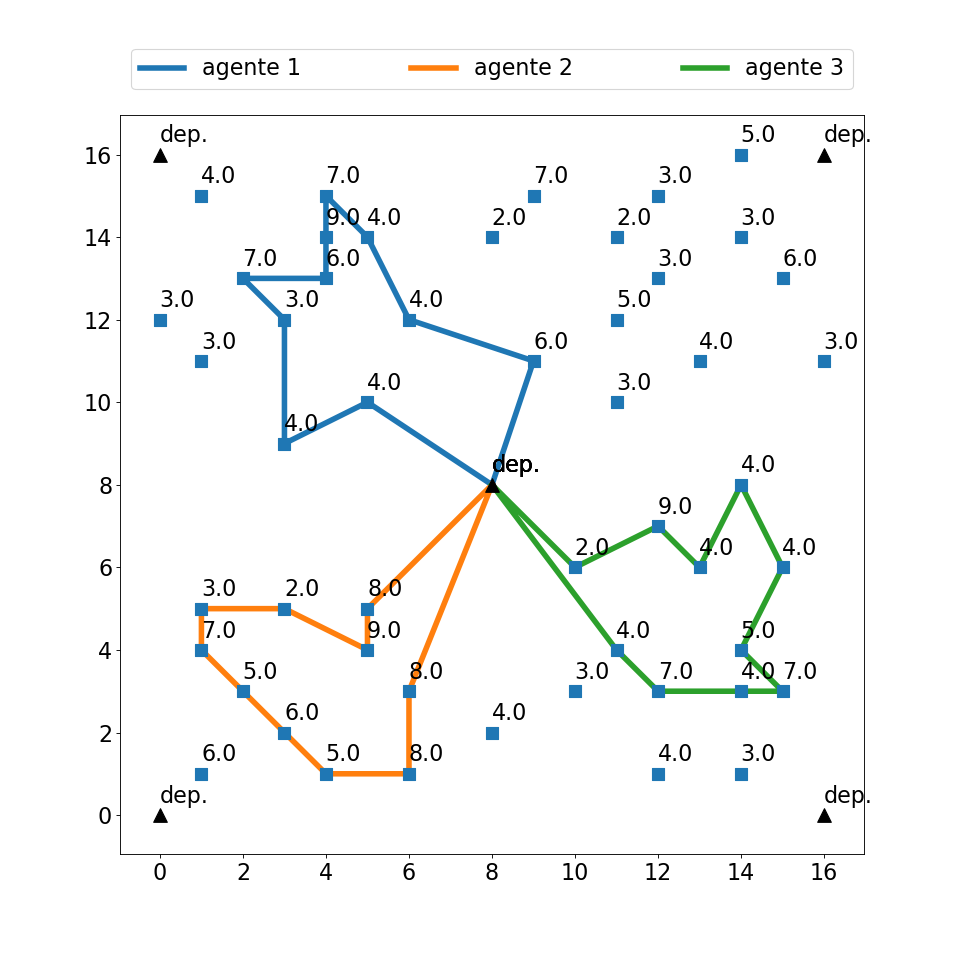 agente 1 agente 2 agente 3
dep. 5.0 dep.
16
4.0 7.0 7.0 3.0
9.0 4.0 2.0 2.0 3.0
14
7.0 6.0 3.0 6.0
3.0 3.0 4.0 5.0
12
3.0 6.0 4.0 3.0
4.0 3.0
10
4.0
dep. 4.0
8
9.0
2.0 4.0 4.0
6
3.0 2.0 8.0
7.0 9.0 4.0 5.0
4
5.0 8.0 3.0 7.0 4.0 7.0
6.0 4.0
2
6.0 5.0 8.0 4.0 3.0
dep. dep.
0
0 2 4 6 8 10 12 14 16